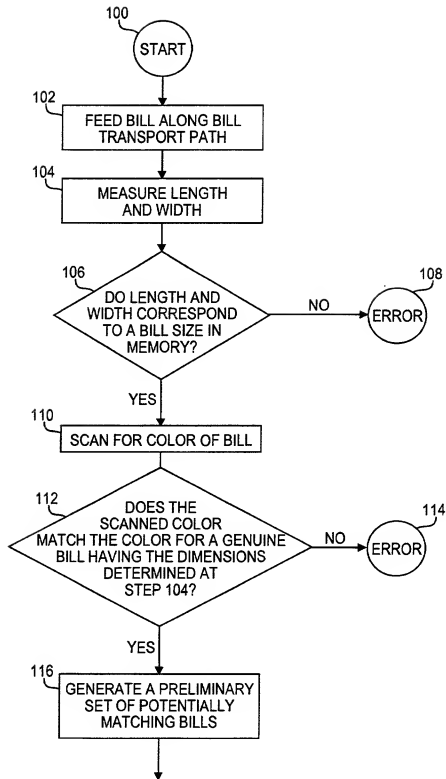 100
START
102
FEED BILL ALONG BILL
TRANSPORT PATH
104
MEASURE LENGTH
AND WIDTH
106
DO LENGTH AND
WIDTH CORRESPOND
TO A BILL SIZE IN
MEMORY?
NO
108
ERROR
YES
110
SCAN FOR COLOR OF BILL
112
DOES THE
SCANNED COLOR
MATCH THE COLOR FOR A GENUINE
BILL HAVING THE DIMENSIONS
DETERMINED AT
STEP 104?
NO
114
ERROR
YES
116
GENERATE A PRELIMINARY
SET OF POTENTIALLY
MATCHING BILLS